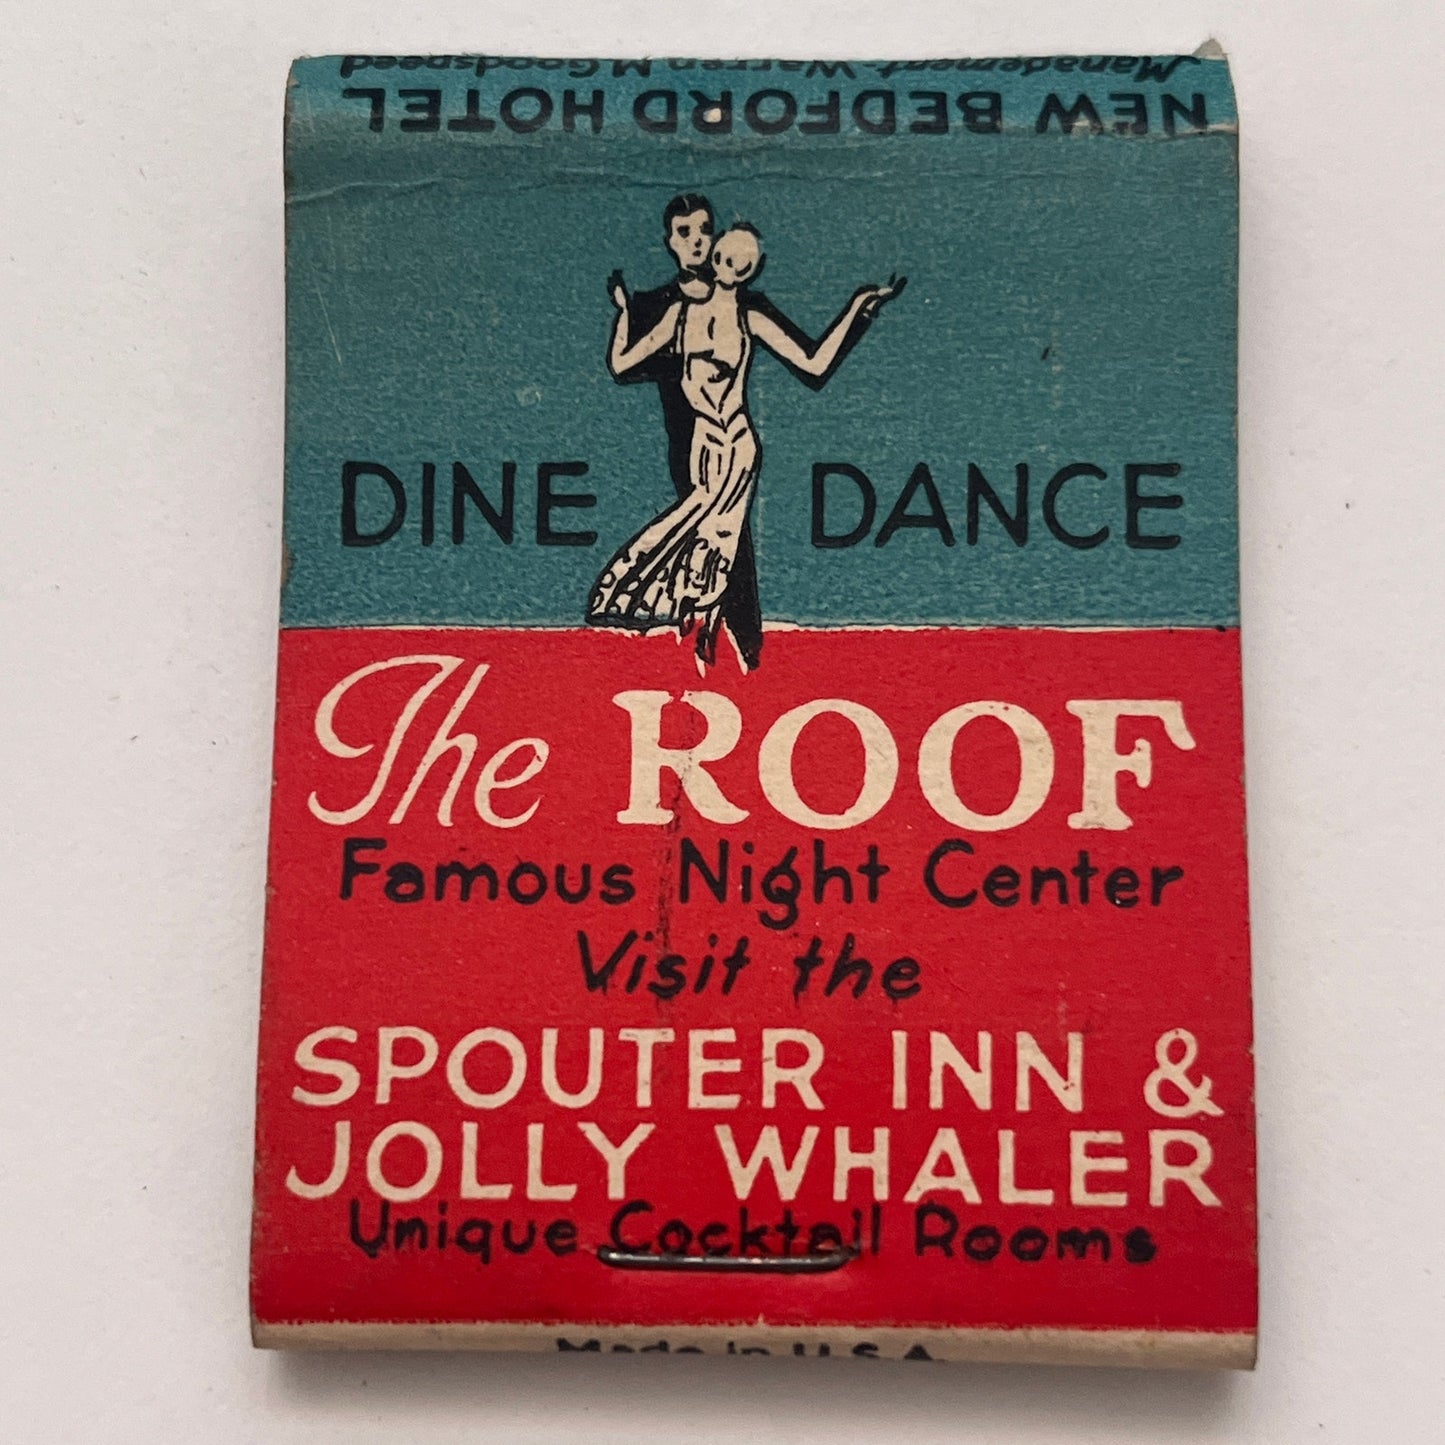 Management Warren M Goodspeed
NEW BEDFORD HOTEL
DINE DANCE
The ROOF
Famous Night Center
Visit the
SPOUTER INN &
JOLLY WHALER
Unique Cocktail Rooms
Made in U.S.A.